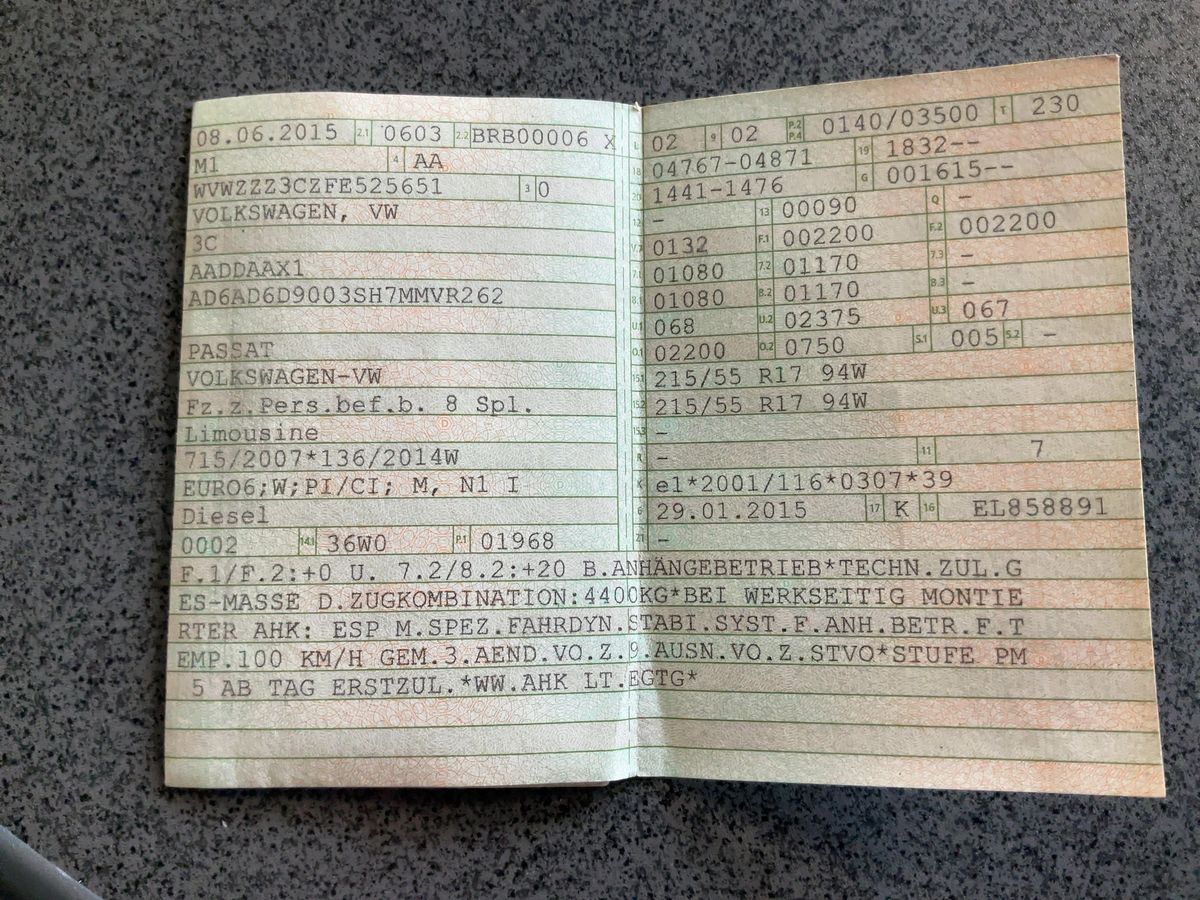 08.06.2015 2.1 0603 2.2 BRB00006 X
M1 4 AA
WVWZZZ3CZFE525651 3 0
VOLKSWAGEN, VW
3C
AADDAAX1
AD6AD6D9003SH7MMVR262
PASSAT
VOLKSWAGEN-VW
Fz.z.Pers.bef.b. 8 Spl.
Limousine
715/2007*136/2014W
EURO6;W;PI/CI; M, N1 I
Diesel
0002 14.1 36W0 P.1 01968
L 02 9 02 P.2 P.4 0140/03500 T 230
18 04767-04871 19 1832--
20 1441-1476 G 001615--
12 - 13 00090 Q -
V.7 0132 F.1 002200 F.2 002200
7.1 01080 7.2 01170 7.3 -
8.1 01080 8.2 01170 8.3 -
U.1 068 U.2 02375 U.3 067
O.1 02200 O.2 0750 S.1 005 S.2 -
15.1 215/55 R17 94W
15.2 215/55 R17 94W
15.3 -
R - 11 7
K e1*2001/116*0307*39
6 29.01.2015 17 K 16 EL858891
21 -
F.1/F.2:+0 U. 7.2/8.2:+20 B.ANHÄNGEBETRIEB*TECHN.ZUL.G
ES-MASSE D.ZUGKOMBINATION:4400KG*BEI WERKSEITIG MONTIE
RTER AHK: ESP M.SPEZ.FAHRDYN.STABI.SYST.F.ANH.BETR.F.T
EMP.100 KM/H GEM.3.AEND.VO.Z.9.AUSN.VO.Z.STVO*STUFE PM
5 AB TAG ERSTZUL.*WW.AHK LT.EGTG*